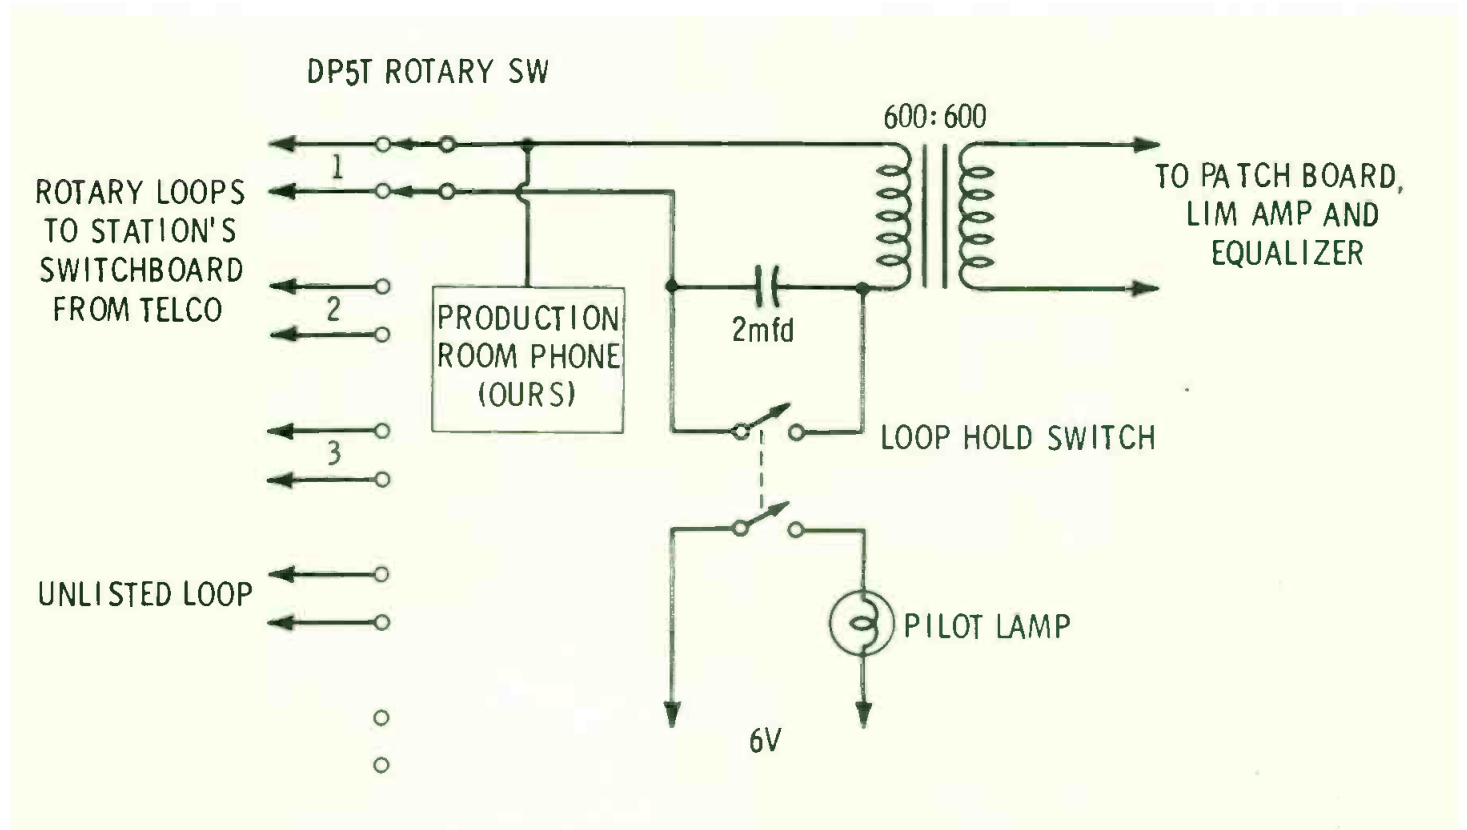 DP5T ROTARY SW
600:600
1
ROTARY LOOPS
TO STATION'S
SWITCHBOARD
FROM TELCO
TO PATCH BOARD,
LIM AMP AND
EQUALIZER
2
PRODUCTION
ROOM PHONE
(OURS)
2mfd
3
LOOP HOLD SWITCH
UNLISTED LOOP
PILOT LAMP
6V